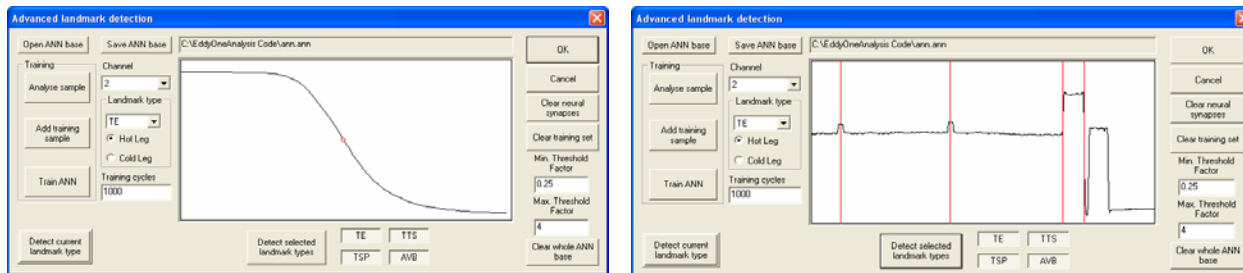 Advanced landmark detection
Open ANN base
Save ANN base
C:\EddyOneAnalysis Code\ann.ann
OK
Training
Analyse sample
Add training
sample
Train ANN
Channel
2
Landmark type
TE
Hot Leg
Cold Leg
Training cycles
1000
Cancel
Clear neural
synapses
Clear training set
Min. Threshold
Factor
0.25
Max. Threshold
Factor
4
Clear whole ANN
base
Detect current
landmark type
Detect selected
landmark types
TE
TTS
TSP
AVB
Advanced landmark detection
Open ANN base
Save ANN base
C:\EddyOneAnalysis Code\ann.ann
OK
Training
Analyse sample
Add training
sample
Train ANN
Channel
2
Landmark type
TE
Hot Leg
Cold Leg
Training cycles
1000
Cancel
Clear neural
synapses
Clear training set
Min. Threshold
Factor
0.25
Max. Threshold
Factor
4
Clear whole ANN
base
Detect current
landmark type
Detect selected
landmark types
TE
TTS
TSP
AVB